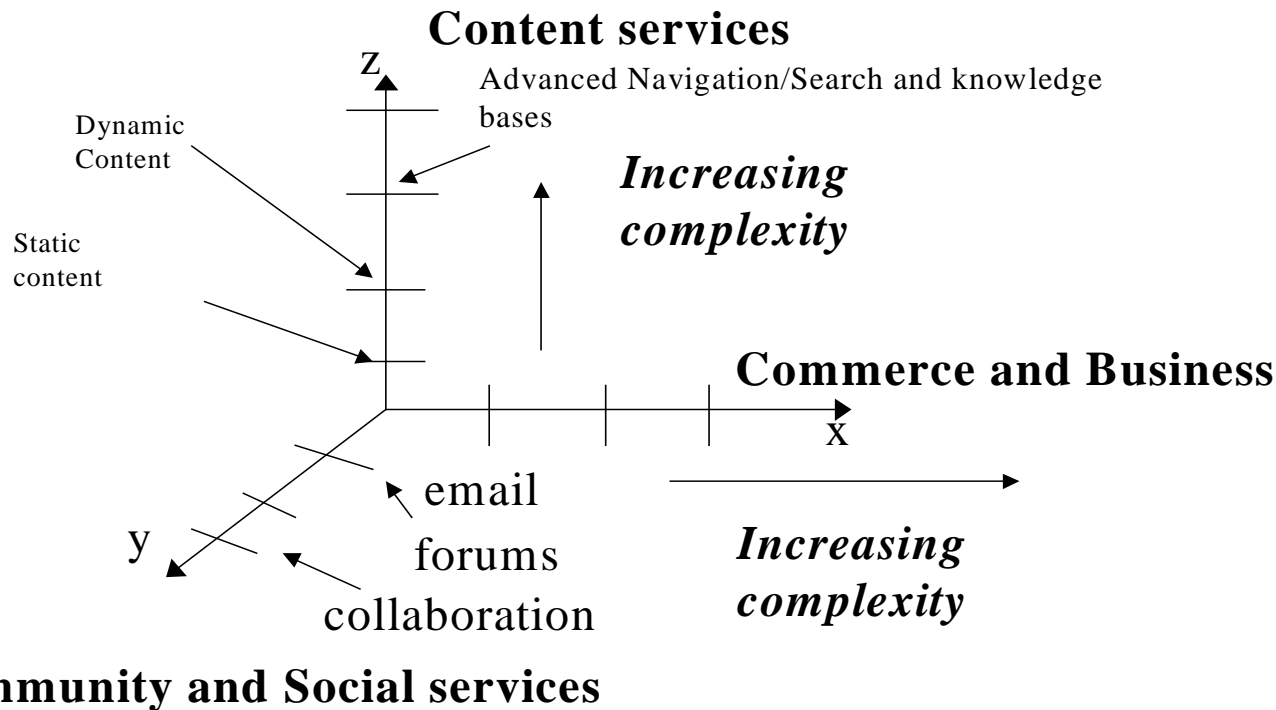 Content services
z
Advanced Navigation/Search and knowledge
bases
Dynamic
Content
Increasing
complexity
Static
content
Commerce and Business
x
email
y
forums
Increasing
complexity
collaboration
mmunity and Social services